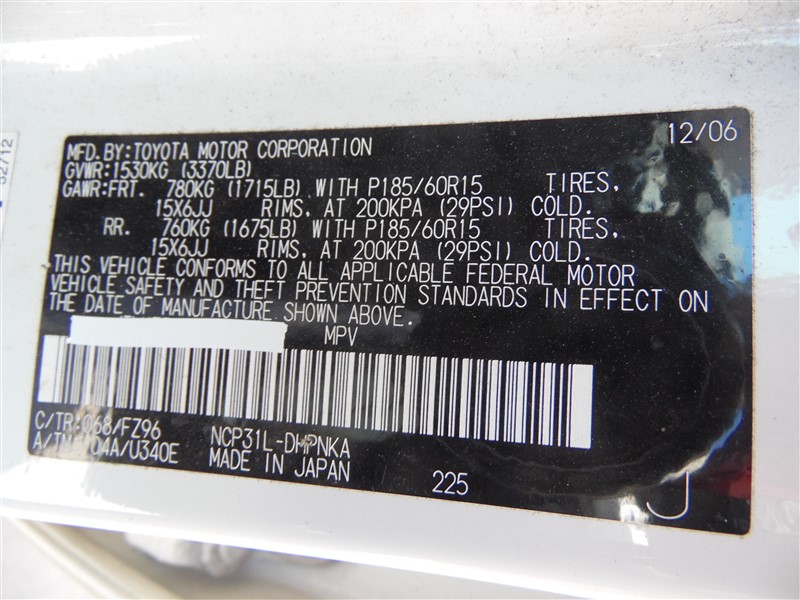 12/06
MFD.BY:TOYOTA MOTOR CORPORATION
GVWR:1530KG (3370LB)
GAWR:FRT. 780KG (1715LB) WITH P185/60R15 TIRES,
15X6JJ RIMS, AT 200KPA (29PSI) COLD.
RR. 760KG (1675LB) WITH P185/60R15 TIRES,
15X6JJ RIMS, AT 200KPA (29PSI) COLD.
THIS VEHICLE CONFORMS TO ALL APPLICABLE FEDERAL MOTOR
VEHICLE SAFETY AND THEFT PREVENTION STANDARDS IN EFFECT ON
THE DATE OF MANUFACTURE SHOWN ABOVE.
MPV
C/TR:068/FZ96 NCP31L-DHPNKA
MADE IN JAPAN
225
J